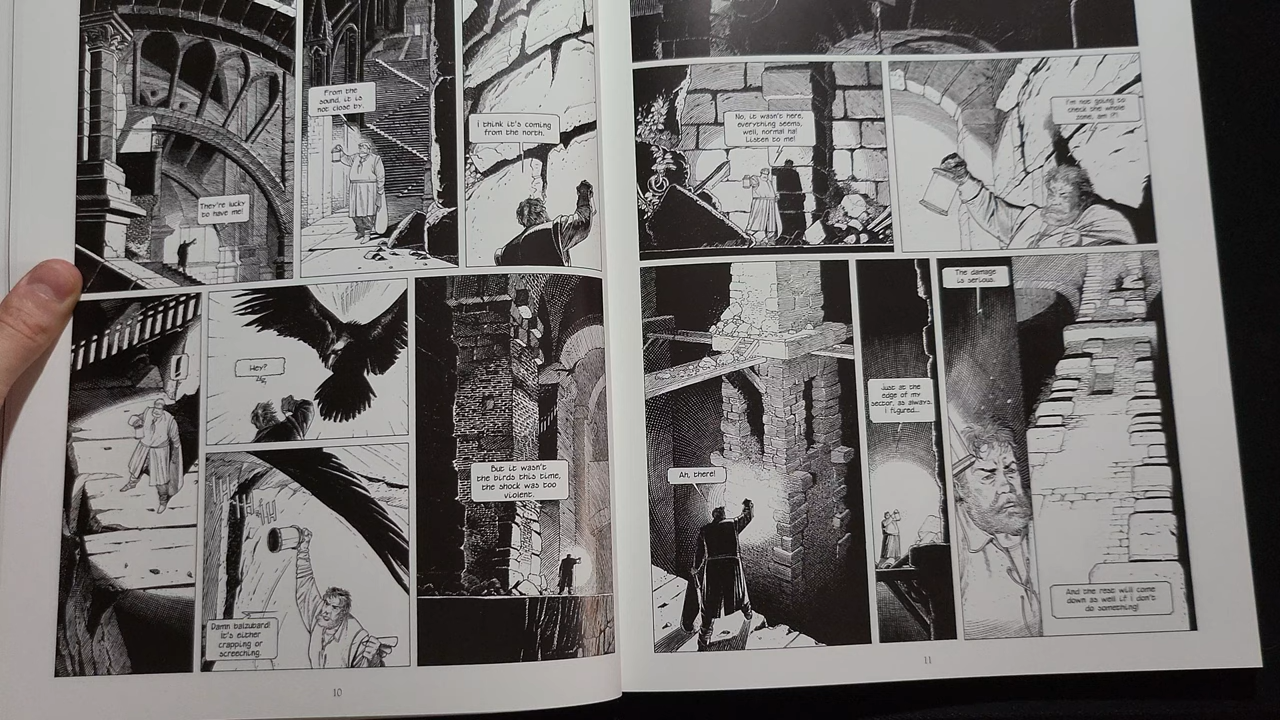 They're lucky
to have me!
From the
sound, it is
not close by.
I think it's coming
from the north.
!
Hey?
Damn balzubard!
It's either
crapping or
screeching.
But it wasn't
the birds this time,
the shock was too
violent.
10
No, it wasn't here,
everything seems,
well, normal ha!
Listen to me!
I'm not going to
check the whole
zone, am I?!
Ah, there!
Just at the
edge of my
sector, as always.
I figured...
The damage
is serious.
And the rest will come
down as well if I don't
do something!
11